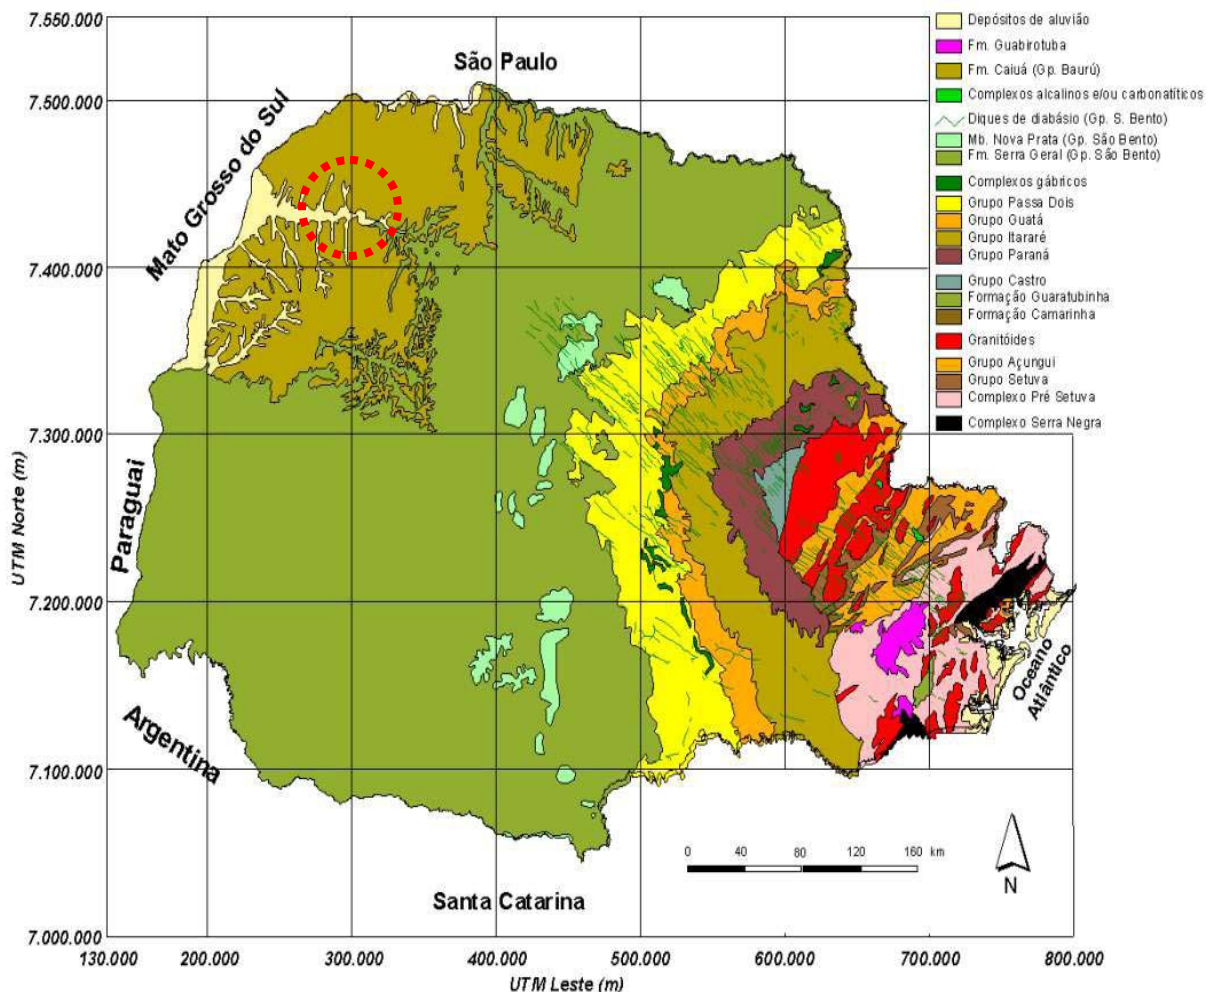 7.550.000
7.500.000
7.400.000
7.300.000
7.200.000
7.100.000
7.000.000
UTM Norte (m)
São Paulo
Mato Grosso do Sul
Paraguai
Argentina
Santa Catarina
Oceano
Atlântico
Depósitos de aluvião
Fm. Guabirotuba
Fm. Caiuá (Gp. Baurú)
Complexos alcalinos e/ou carbonatíticos
Diques de diabásio (Gp. S. Bento)
Mb. Nova Prata (Gp. São Bento)
Fm. Serra Geral (Gp. São Bento)
Complexos gábricos
Grupo Passa Dois
Grupo Guatá
Grupo Itararé
Grupo Paraná
Grupo Castro
Formação Guaratubinha
Formação Camarinha
Granitóides
Grupo Açungui
Grupo Setuva
Complexo Pré Setuva
Complexo Serra Negra
0 40 80 120 160 km
N
130.000 200.000 300.000 400.000 500.000 600.000 700.000 800.000
UTM Leste (m)